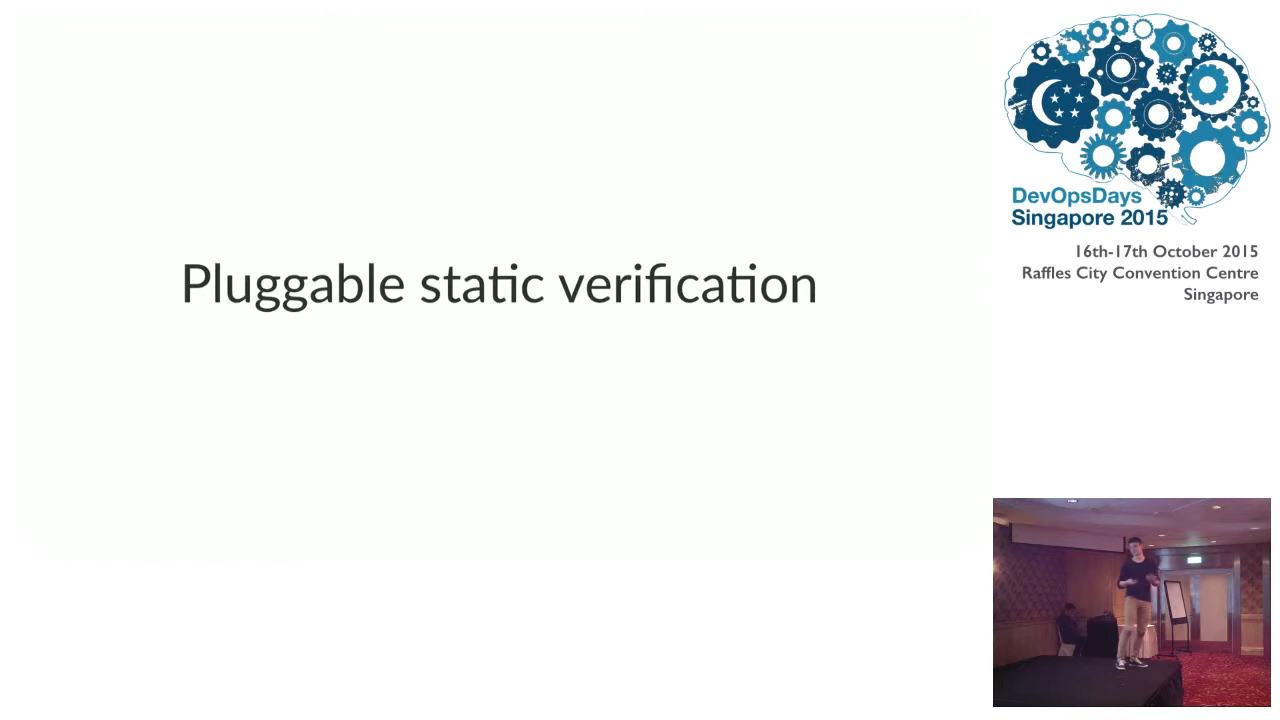 Pluggable static verification
DevOpsDays
Singapore 2015
16th-17th October 2015
Raffles City Convention Centre
Singapore